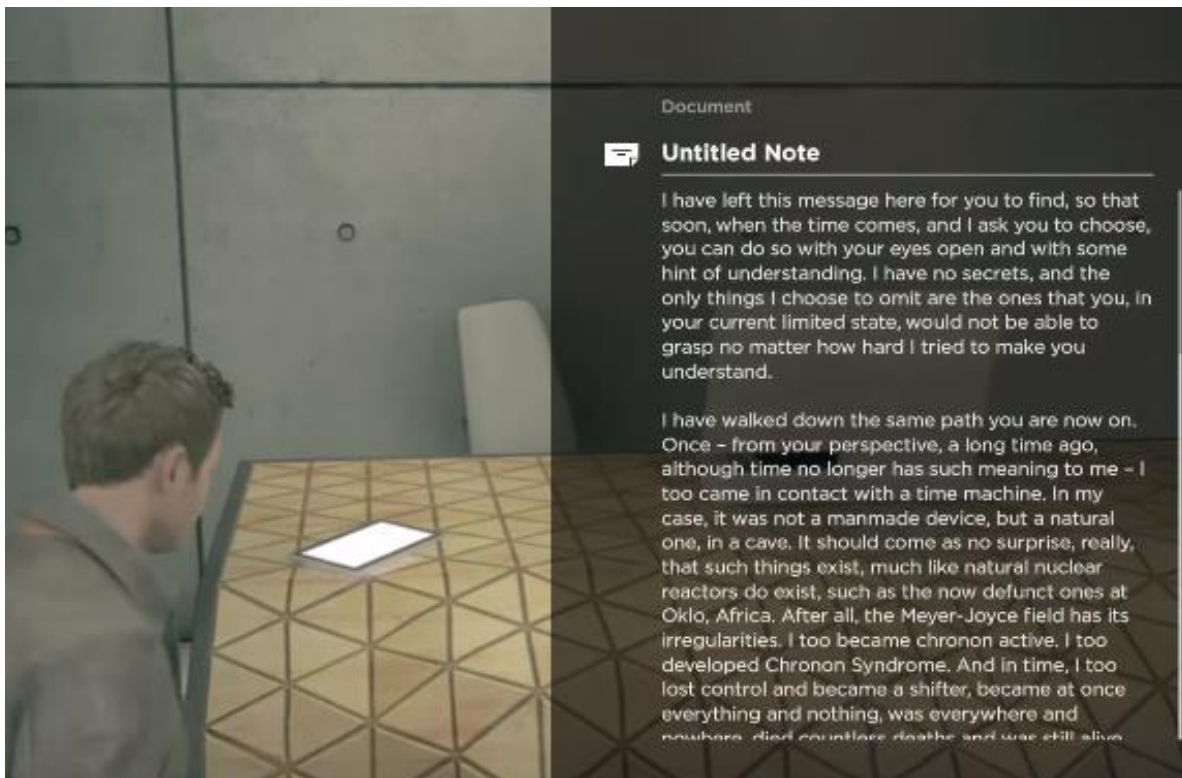 Document
Untitled Note
I have left this message here for you to find, so that
soon, when the time comes, and I ask you to choose,
you can do so with your eyes open and with some
hint of understanding. I have no secrets, and the
only things I choose to omit are the ones that you, in
your current limited state, would not be able to
grasp no matter how hard I tried to make you
understand.
I have walked down the same path you are now on.
Once – from your perspective, a long time ago,
although time no longer has such meaning to me – I
too came in contact with a time machine. In my
case, it was not a manmade device, but a natural
one, in a cave. It should come as no surprise, really,
that such things exist, much like natural nuclear
reactors do exist, such as the now defunct ones at
Oklo, Africa. After all, the Meyer-Joyce field has its
irregularities. I too became chronon active. I too
developed Chronon Syndrome. And in time, I too
lost control and became a shifter, became at once
everything and nothing, was everywhere and
nowhere, died countless deaths and was still alive